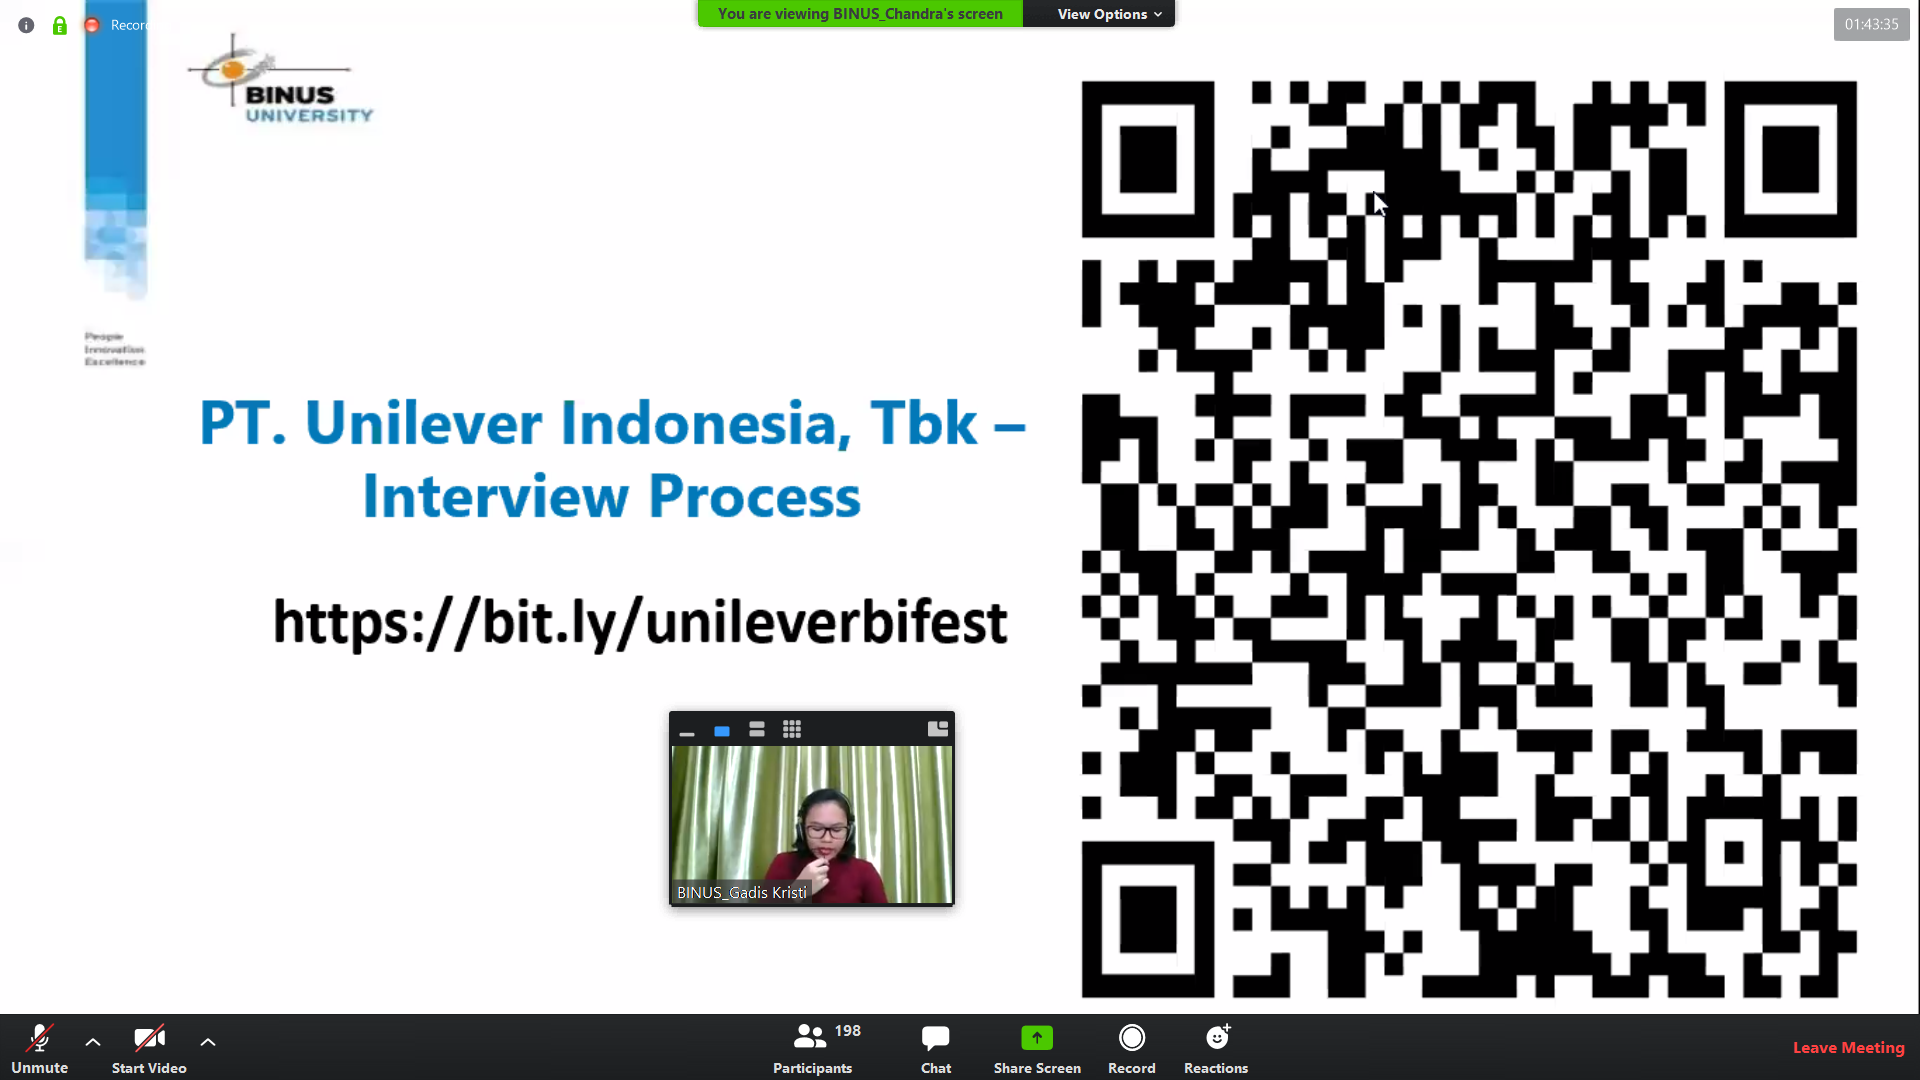 Recor
You are viewing BINUS_Chandra's screen
View Options
01:43:35
BINUS
UNIVERSITY
People
Innovation
Excellence
PT. Unilever Indonesia, Tbk –
Interview Process
https://bit.ly/unileverbifest
BINUS_Gadis Kristi
Unmute
Start Video
198
Participants
Chat
Share Screen
Record
Reactions
Leave Meeting